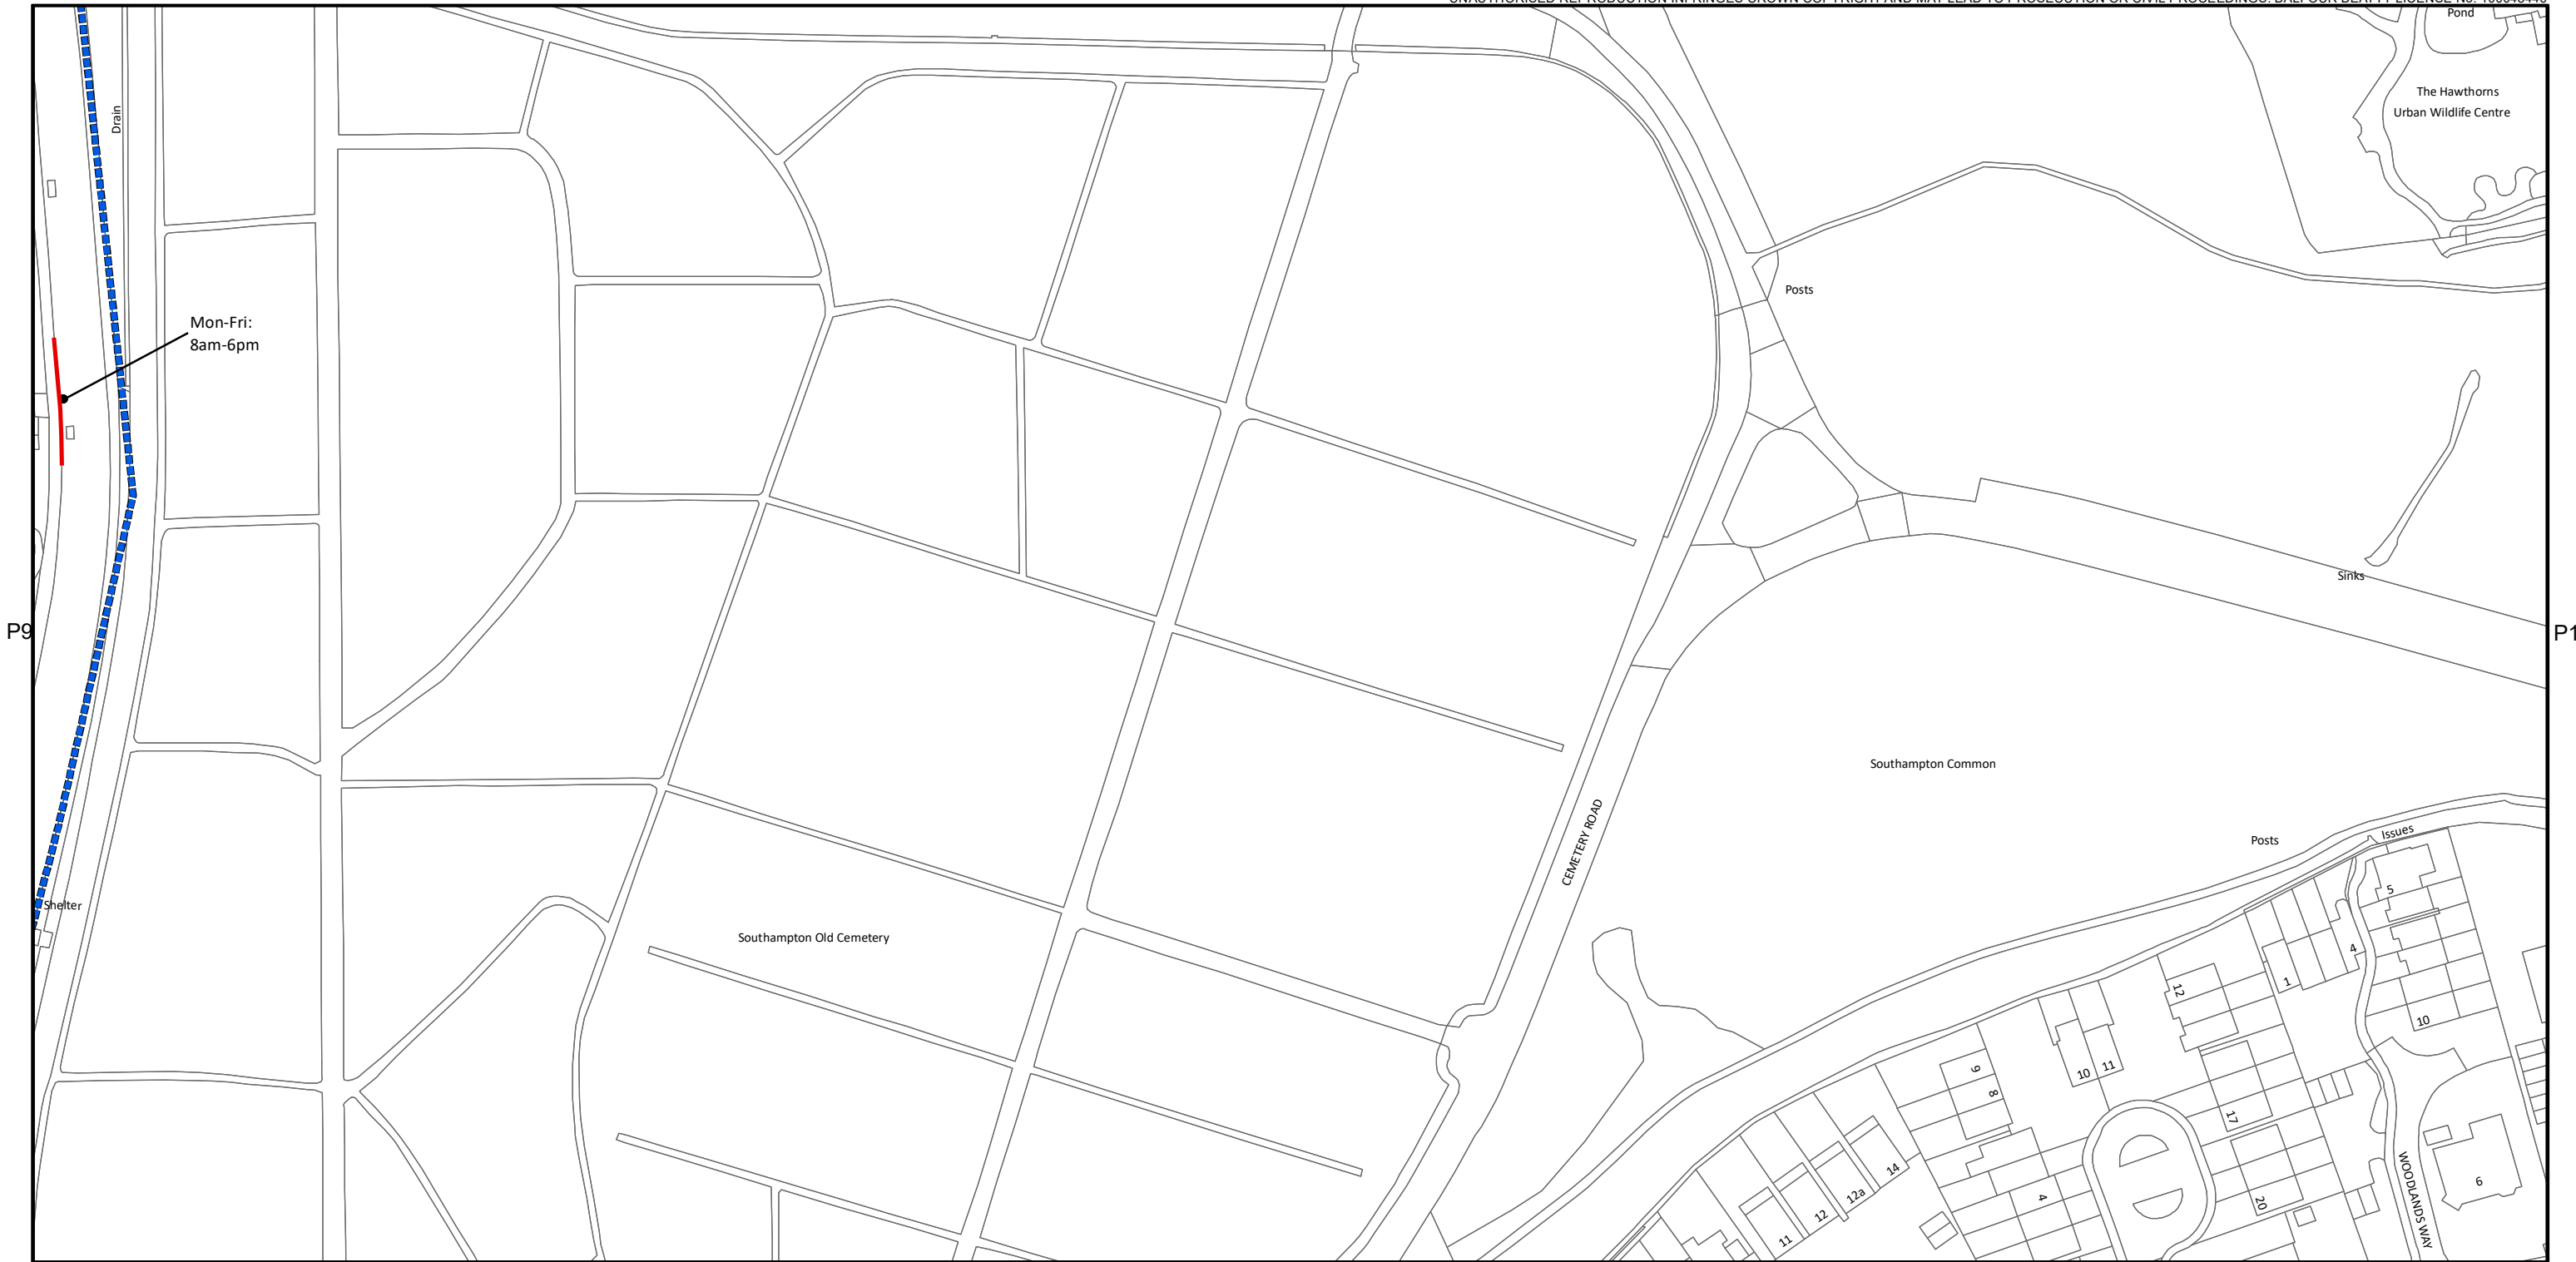 Pond
The Hawthorns
Urban Wildlife Centre
Drain
Posts
Mon-Fri:
8am-6pm
Sinks
P9
P1
Southampton Common
CEMETERY ROAD
Posts
Issues
Shelter
Southampton Old Cemetery
5
4
1
12
10
10
11
9
8
17
14
12a
12
11
4
20
6
WOODLANDS WAY